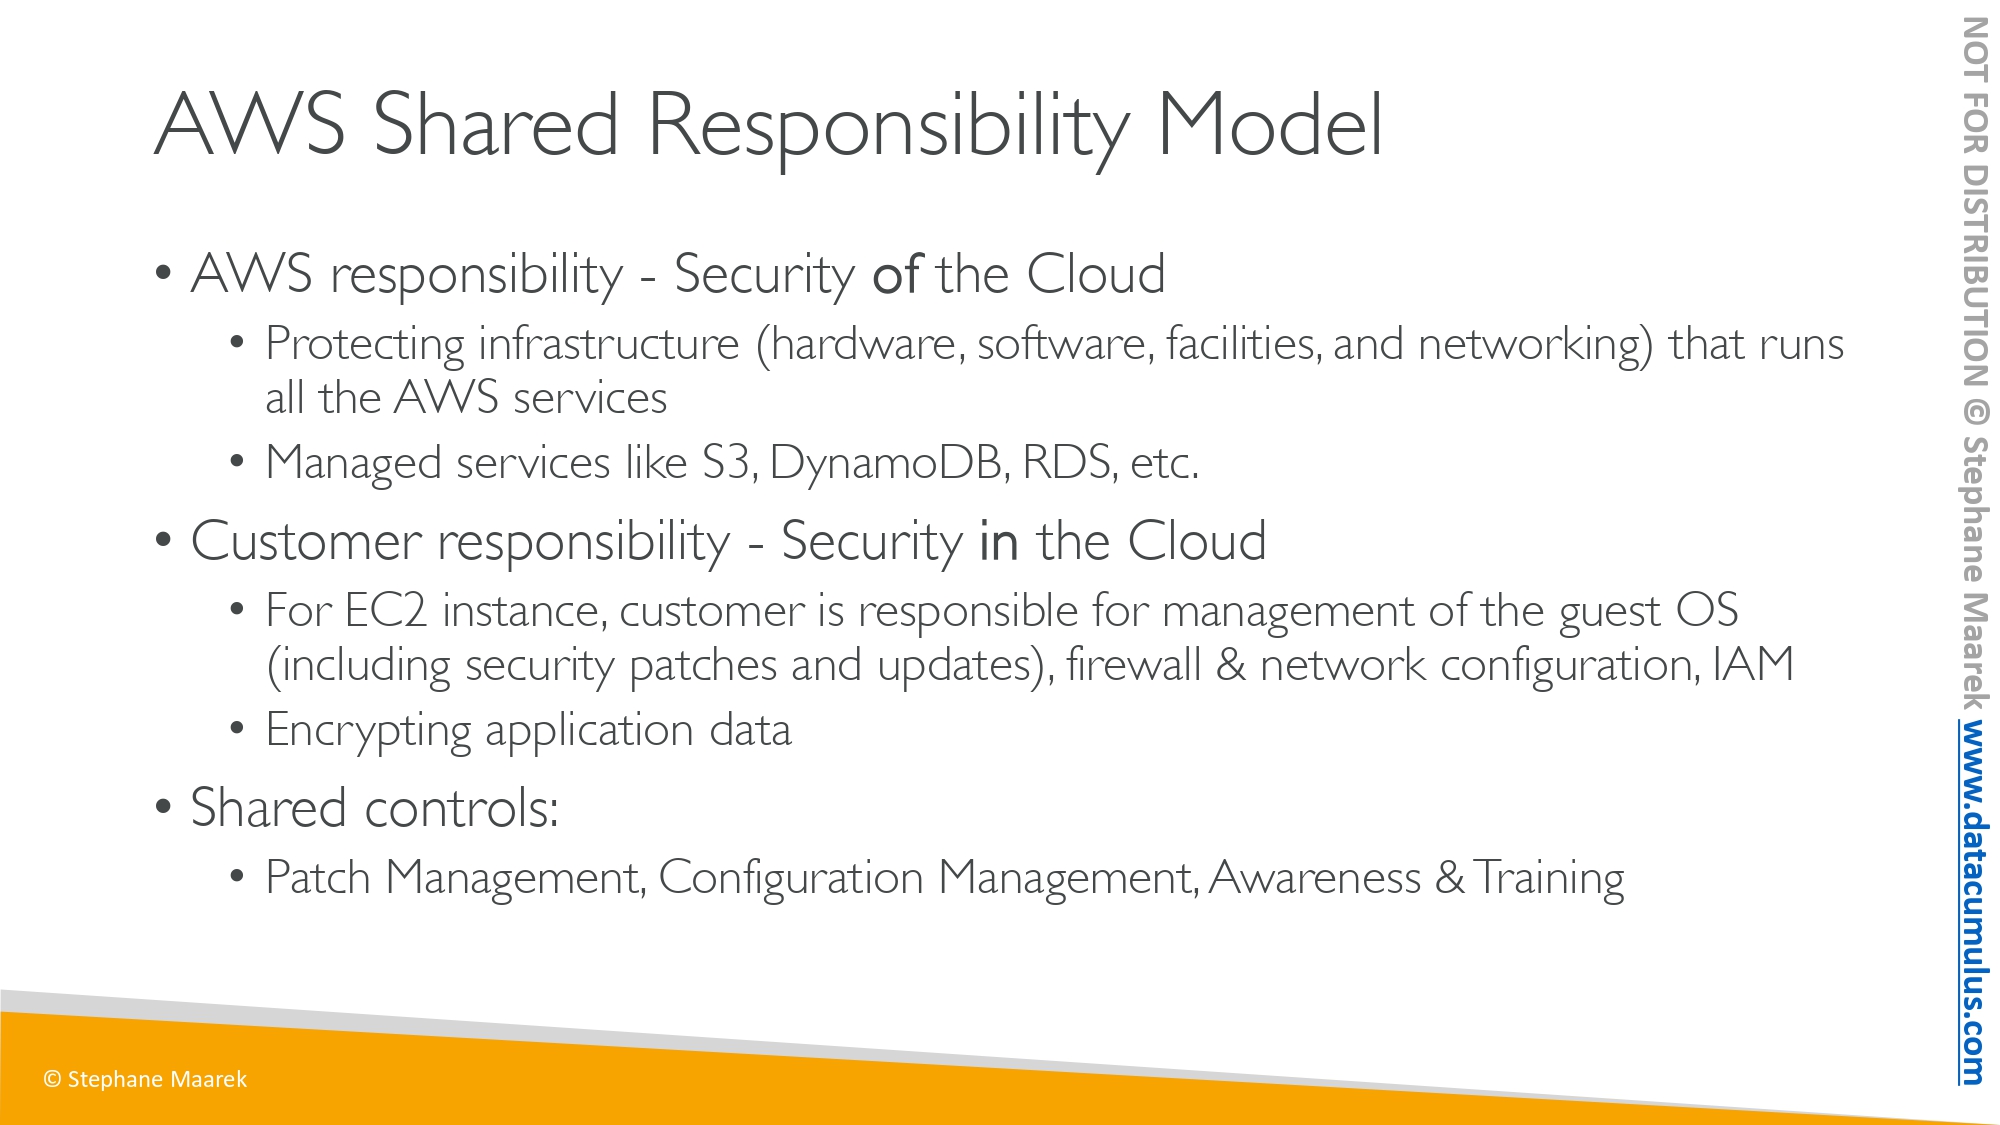 AWS Shared Responsibility Model
• AWS responsibility - Security of the Cloud
• Protecting infrastructure (hardware, software, facilities, and networking) that runs
all the AWS services
• Managed services like S3, DynamoDB, RDS, etc.
• Customer responsibility - Security in the Cloud
• For EC2 instance, customer is responsible for management of the guest OS
(including security patches and updates), firewall & network configuration, IAM
• Encrypting application data
• Shared controls:
• Patch Management, Configuration Management, Awareness & Training
© Stephane Maarek
NOT FOR DISTRIBUTION © Stephane Maarek www.datacumulus.com